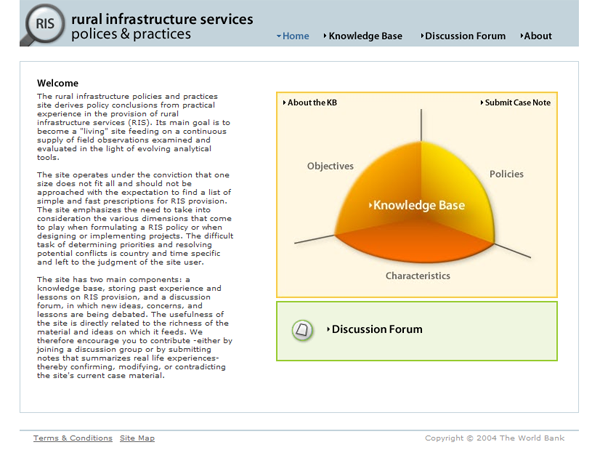 RIS
rural infrastructure services
polices & practices
Home
Knowledge Base
Discussion Forum
About
Welcome
The rural infrastructure policies and practices
site derives policy conclusions from practical
experience in the provision of rural
infrastructure services (RIS). Its main goal is to
become a "living" site feeding on a continuous
supply of field observations examined and
evaluated in the light of evolving analytical
tools.
The site operates under the conviction that one
size does not fit all and should not be
approached with the expectation to find a list of
simple and fast prescriptions for RIS provision.
The site emphasizes the need to take into
consideration the various dimensions that come
to play when formulating a RIS policy or when
designing or implementing projects. The difficult
task of determining priorities and resolving
potential conflicts is country and time specific
and left to the judgment of the site user.
The site has two main components: a
knowledge base, storing past experience and
lessons on RIS provision, and a discussion
forum, in which new ideas, concerns, and
lessons are being debated. The usefulness of
the site is directly related to the richness of the
material and ideas on which it feeds. We
therefore encourage you to contribute -either by
joining a discussion group or by submitting
notes that summarizes real life experiences-
thereby confirming, modifying, or contradicting
the site's current case material.
About the KB
Submit Case Note
Objectives
Policies
Knowledge Base
Characteristics
Discussion Forum
Terms & Conditions Site Map
Copyright © 2004 The World Bank